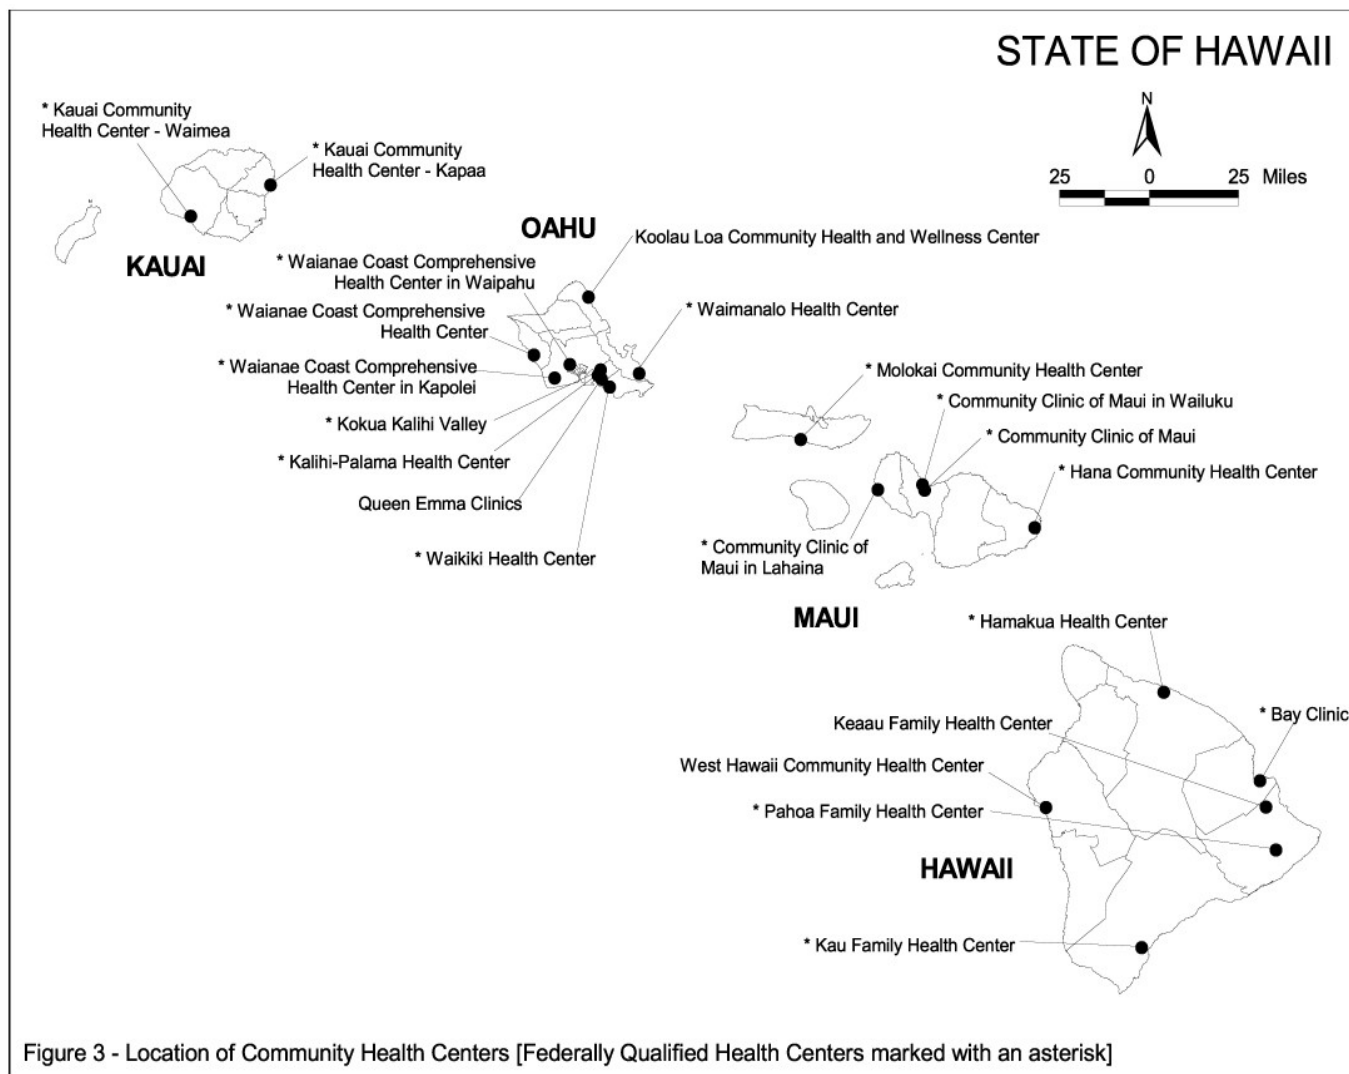 STATE OF HAWAII
N
25 0 25 Miles
* Kauai Community
Health Center - Waimea
* Kauai Community
Health Center - Kapaa
KAUAI
OAHU
Koolau Loa Community Health and Wellness Center
* Waianae Coast Comprehensive
Health Center in Waipahu
* Waianae Coast Comprehensive
Health Center
* Waimanalo Health Center
* Waianae Coast Comprehensive
Health Center in Kapolei
* Kokua Kalihi Valley
* Kalihi-Palama Health Center
Queen Emma Clinics
* Waikiki Health Center
* Molokai Community Health Center
* Community Clinic of Maui in Wailuku
* Community Clinic of Maui
* Hana Community Health Center
* Community Clinic of
Maui in Lahaina
MAUI
* Hamakua Health Center
Keaau Family Health Center
* Bay Clinic
West Hawaii Community Health Center
* Pahoa Family Health Center
HAWAII
* Kau Family Health Center
Figure 3 - Location of Community Health Centers [Federally Qualified Health Centers marked with an asterisk]